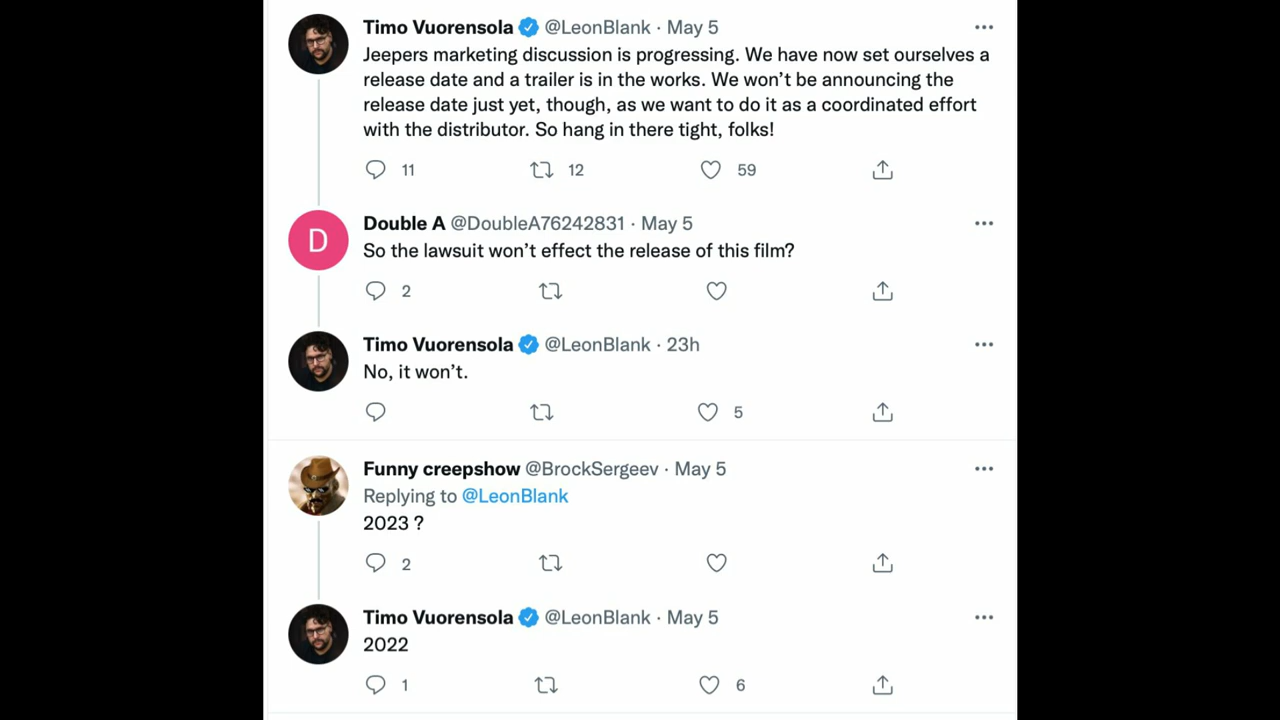 Timo Vuorensola @LeonBlank · May 5
Jeepers marketing discussion is progressing. We have now set ourselves a
release date and a trailer is in the works. We won’t be announcing the
release date just yet, though, as we want to do it as a coordinated effort
with the distributor. So hang in there tight, folks!
11 12 59
Double A @DoubleA76242831 · May 5
D
So the lawsuit won’t effect the release of this film?
2
Timo Vuorensola @LeonBlank · 23h
No, it won’t.
5
Funny creepshow @BrockSergeev · May 5
Replying to @LeonBlank
2023 ?
2
Timo Vuorensola @LeonBlank · May 5
2022
1 6